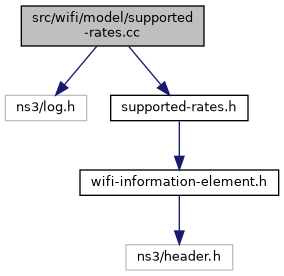 src/wifi/model/supported
-rates.cc
ns3/log.h
supported-rates.h
wifi-information-element.h
ns3/header.h